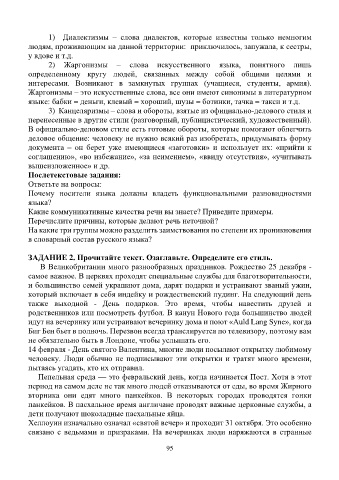 1) Диалектизмы – слова диалектов, которые известны только немногим
людям, проживающим на данной территории: приключилось, запужала, к сестры,
у вдове и т.д.
2) Жаргонизмы – слова искусственного языка, понятного лишь
определенному кругу людей, связанных между собой общими целями и
интересами. Возникают в замкнутых группах (учащиеся, студенты, армия).
Жаргонизмы – это искусственные слова, все они имеют синонимы в литературном
языке: бабки = деньги, клевый = хороший, шузы = ботинки, тачка = такси и т.д.
3) Канцеляризмы – слова и обороты, взятые из официально-делового стиля и
перенесенные в другие стили (разговорный, публицистический, художественный).
В официально-деловом стиле есть готовые обороты, которые помогают облегчить
деловое общение: человеку не нужно всякий раз изобретать, придумывать форму
документа – он берет уже имеющиеся «заготовки» и использует их: «прийти к
соглашению», «во избежание», «за неимением», «ввиду отсутствия», «учитывать
вышеизложенное» и др.
Послетекстовые задания:
Ответьте на вопросы:
Почему носители языка должны владеть функциональными разновидностями
языка?
Какие коммуникативные качества речи вы знаете? Приведите примеры.
Перечислите причины, которые делают речь неточной?
На какие три группы можно разделить заимствования по степени их проникновения
в словарный состав русского языка?
ЗАДАНИЕ 2. Прочитайте текст. Озаглавьте. Определите его стиль.
В Великобритании много разнообразных праздников. Рождество 25 декабря -
самое важное. В церквях проходят специальные службы для благотворительности,
и большинство семей украшают дома, дарят подарки и устраивают званый ужин,
который включает в себя индейку и рождественский пудинг. На следующий день
также выходной - День подарков. Это время, чтобы навестить друзей и
родственников или посмотреть футбол. В канун Нового года большинство людей
идут на вечеринку или устраивают вечеринку дома и поют «Auld Lang Syne», когда
Биг Бен бьет в полночь. Перезвон всегда транслируется по телевизору, поэтому вам
не обязательно быть в Лондоне, чтобы услышать его.
14 февраля - День святого Валентина, многие люди посылают открытку любимому
человеку. Люди обычно не подписывают эти открытки и тратят много времени,
пытаясь угадать, кто их отправил.
Пепельная среда — это февральский день, когда начинается Пост. Хотя в этот
период на самом деле не так много людей отказываются от еды, во время Жирного
вторника они едят много панкейков. В некоторых городах проводятся гонки
панкейков. В пасхальное время англичане проводят важные церковные службы, а
дети получают шоколадные пасхальные яйца.
Хеллоуин изначально означал «святой вечер» и проходит 31 октября. Это особенно
связано с ведьмами и призраками. На вечеринках люди наряжаются в странные
95